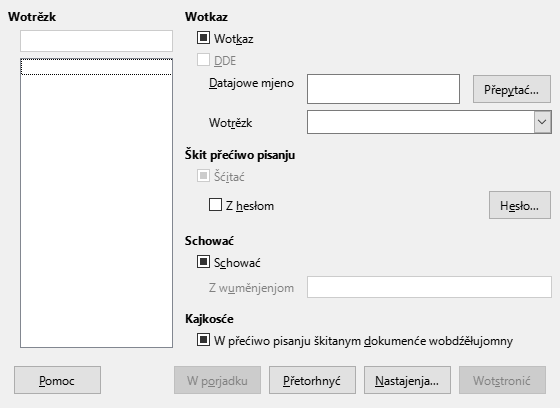 Wotrězk
Wotkaz
Wotkaz
DDE
Datajowe mjeno
Přepytać...
Wotrězk
Škit přećiwo pisanju
Šćitać
Z hesłom
Hesło...
Schować
Schować
Z wuměnjenjom
Kajkosće
W přećiwo pisanju škitanym dokumenće wobdźěłujomny
Pomoc
W porjadku
Přetorhnyć
Nastajenja...
Wotstronić